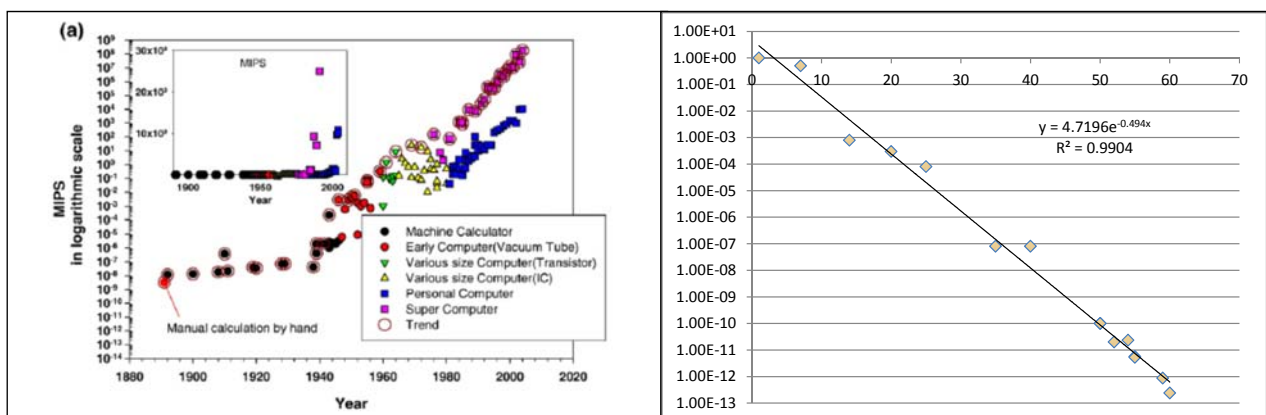 (a)
10⁹
10⁸
10⁷
10⁶
10⁵
10⁴
10³
10²
10¹
10⁰
10⁻¹
10⁻²
10⁻³
10⁻⁴
10⁻⁵
10⁻⁶
10⁻⁷
10⁻⁸
10⁻⁹
10⁻¹⁰
10⁻¹¹
10⁻¹²
10⁻¹³
10⁻¹⁴
MIPS
in logarithmic scale
MIPS
1900 1950 2000
Year
Machine Calculator
Early Computer(Vacuum Tube)
Various size Computer(Transistor)
Various size Computer(IC)
Personal Computer
Super Computer
Trend
Manual calculation by hand
1880 1900 1920 1940 1960 1980 2000 2020
Year
1.00E+01
1.00E+00
1.00E-01
1.00E-02
1.00E-03
1.00E-04
1.00E-05
1.00E-06
1.00E-07
1.00E-08
1.00E-09
1.00E-10
1.00E-11
1.00E-12
1.00E-13
0 10 20 30 40 50 60 70
y = 4.7196e⁻⁰·⁴⁹⁴ˣ
R² = 0.9904